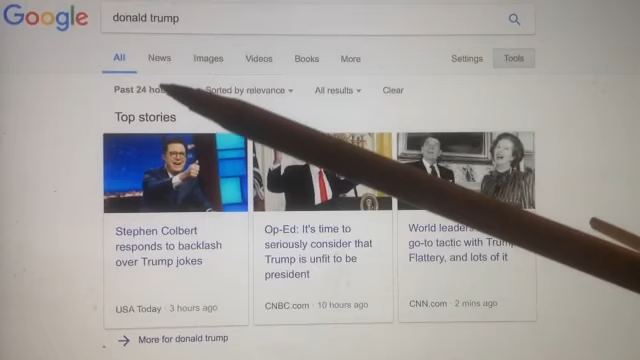 Google
donald trump
All News Images Videos Books More Settings Tools
Past 24 Sorted by relevance All results Clear
Top stories
Stephen Colbert
responds to backlash
over Trump jokes
USA Today · 3 hours ago
Op-Ed: It's time to
seriously consider that
Trump is unfit to be
president
CNBC.com · 10 hours ago
World
go-to tactic with
Flattery, and lots of it
CNN.com · 2 mins ago
More for donald trump